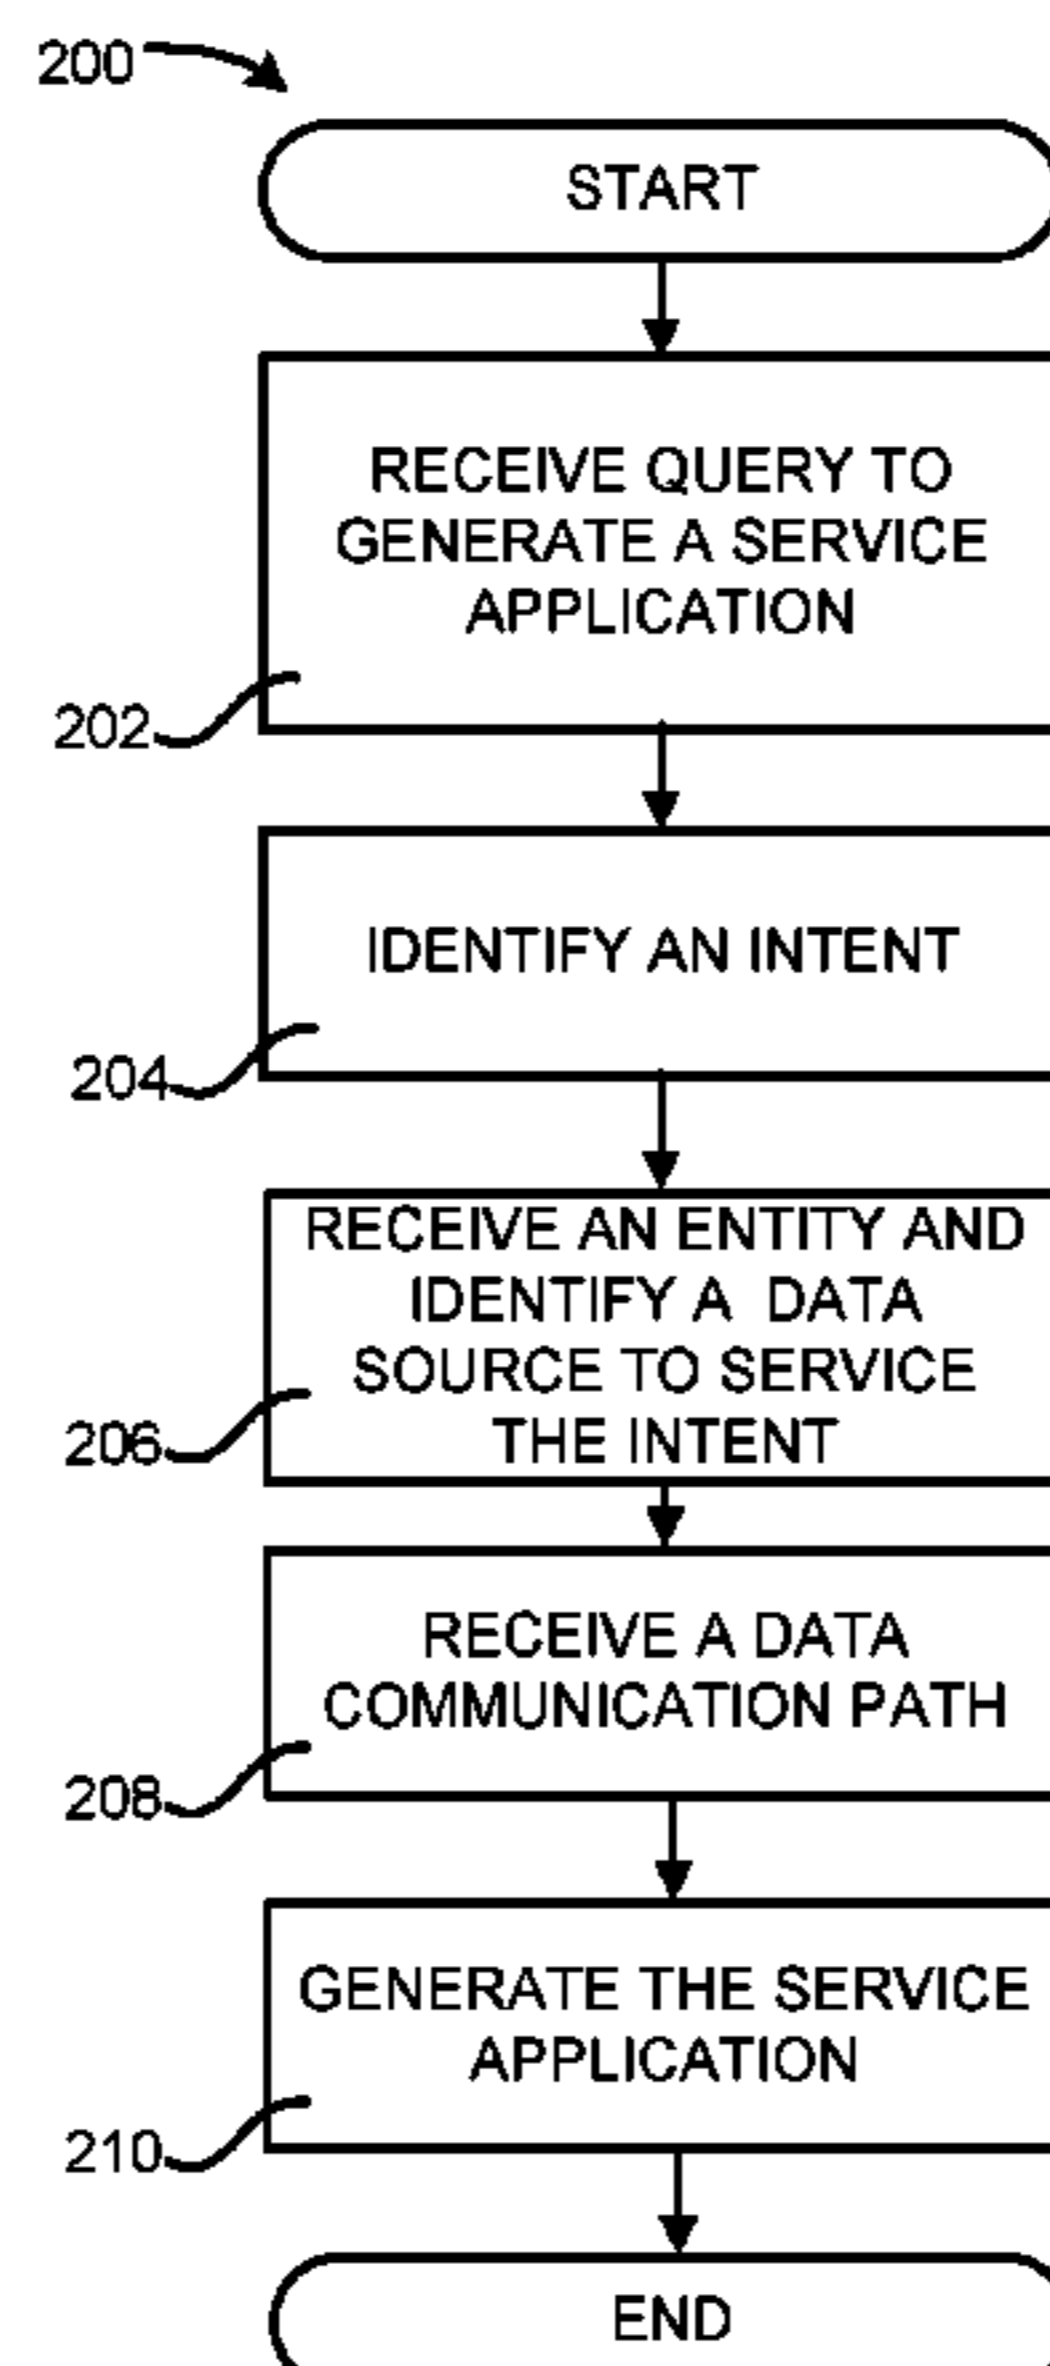 200
START
RECEIVE QUERY TO
GENERATE A SERVICE
APPLICATION
202
IDENTIFY AN INTENT
204
RECEIVE AN ENTITY AND
IDENTIFY A DATA
SOURCE TO SERVICE
THE INTENT
206
RECEIVE A DATA
COMMUNICATION PATH
208
GENERATE THE SERVICE
APPLICATION
210
END